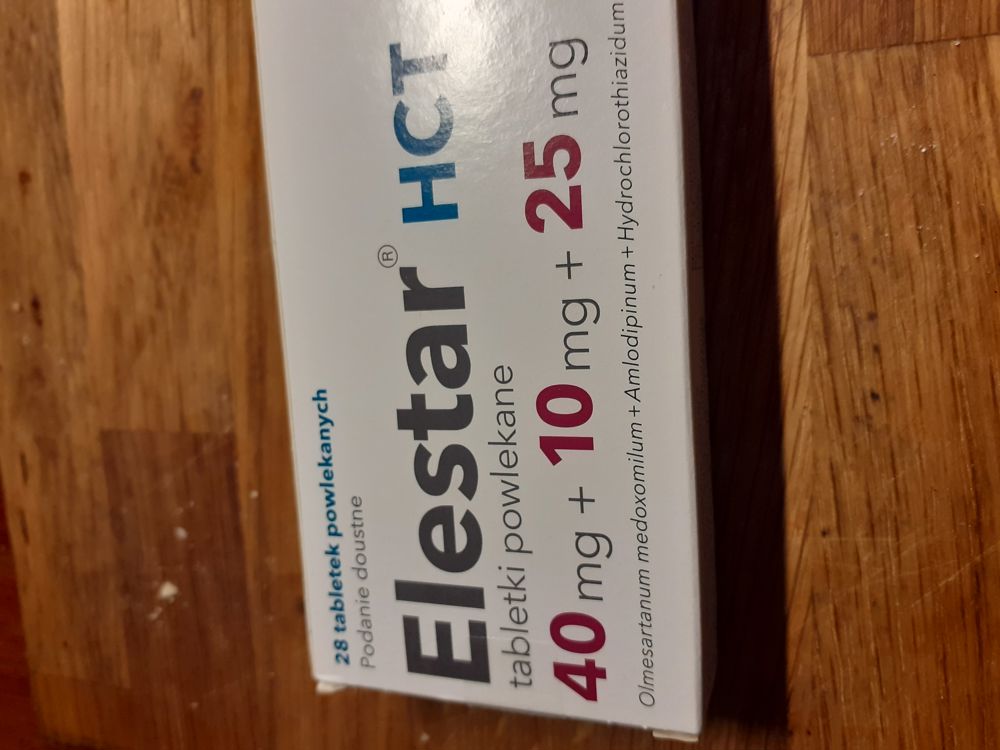 28 tabletek powlekanych
Podanie doustne
Elestar® HCT
tabletki powlekane
40 mg + 10 mg + 25 mg
Olmesartanum medoxomilum + Amlodipinum + Hydrochlorothiazidum